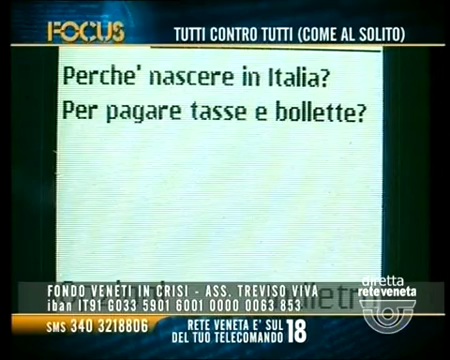 FOCUS
TUTTI CONTRO TUTTI (COME AL SOLITO)
Perche' nascere in Italia?
Per pagare tasse e bollette?
FONDO VENETI IN CRISI - ASS. TREVISO VIVA
iban IT91 G033 5901 6001 0000 0063 853
diretta
reteveneta
SMS 340 3218806
RETE VENETA E' SUL
DEL TUO TELECOMANDO 18